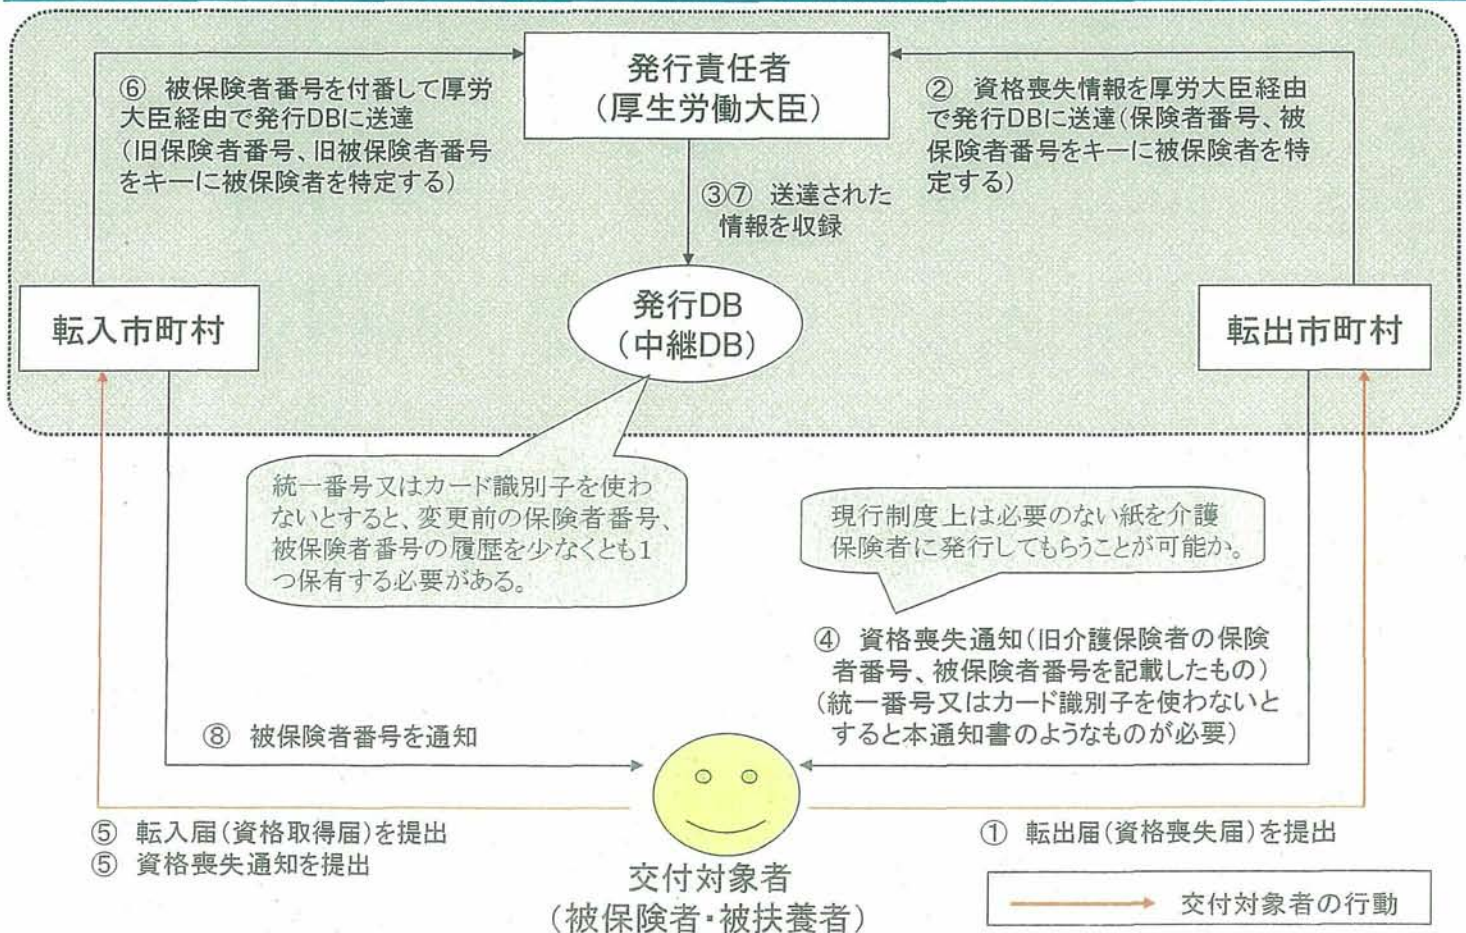 発行責任者
(厚生労働大臣)
⑥ 被保険者番号を付番して厚労
大臣経由で発行DBに送達
(旧保険者番号、旧被保険者番号
をキーに被保険者を特定する)
② 資格喪失情報を厚労大臣経由
で発行DBに送達(保険者番号、被
保険者番号をキーに被保険者を特
定する)
③⑦ 送達された
情報を収録
転入市町村
発行DB
(中継DB)
転出市町村
統一番号又はカード識別子を使わ
ないとすると、変更前の保険者番号、
被保険者番号の履歴を少なくとも1
つ保有する必要がある。
現行制度上は必要のない紙を介護
保険者に発行してもらうことが可能か。
④ 資格喪失通知(旧介護保険者の保険
者番号、被保険者番号を記載したもの)
(統一番号又はカード識別子を使わないと
すると本通知書のようなものが必要)
⑧ 被保険者番号を通知
⑤ 転入届(資格取得届)を提出
⑤ 資格喪失通知を提出
① 転出届(資格喪失届)を提出
交付対象者
(被保険者・被扶養者)
交付対象者の行動